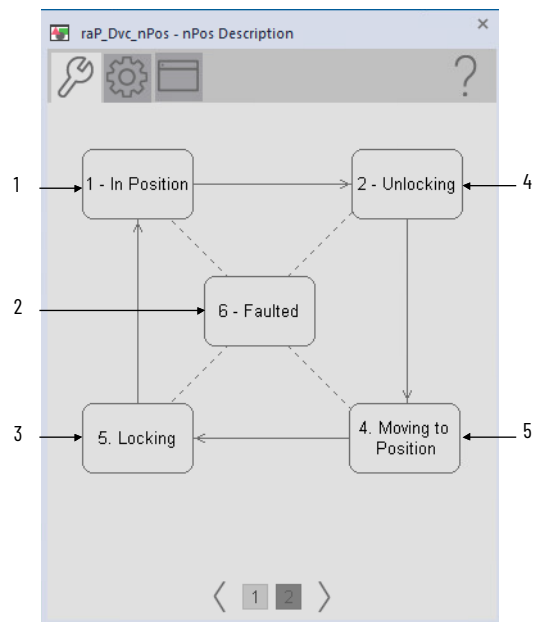 raP_Dvc_nPos - nPos Description
×
?
1
1 - In Position
2 - Unlocking
4
2
6 - Faulted
3
5. Locking
4. Moving to
Position
5
1 2